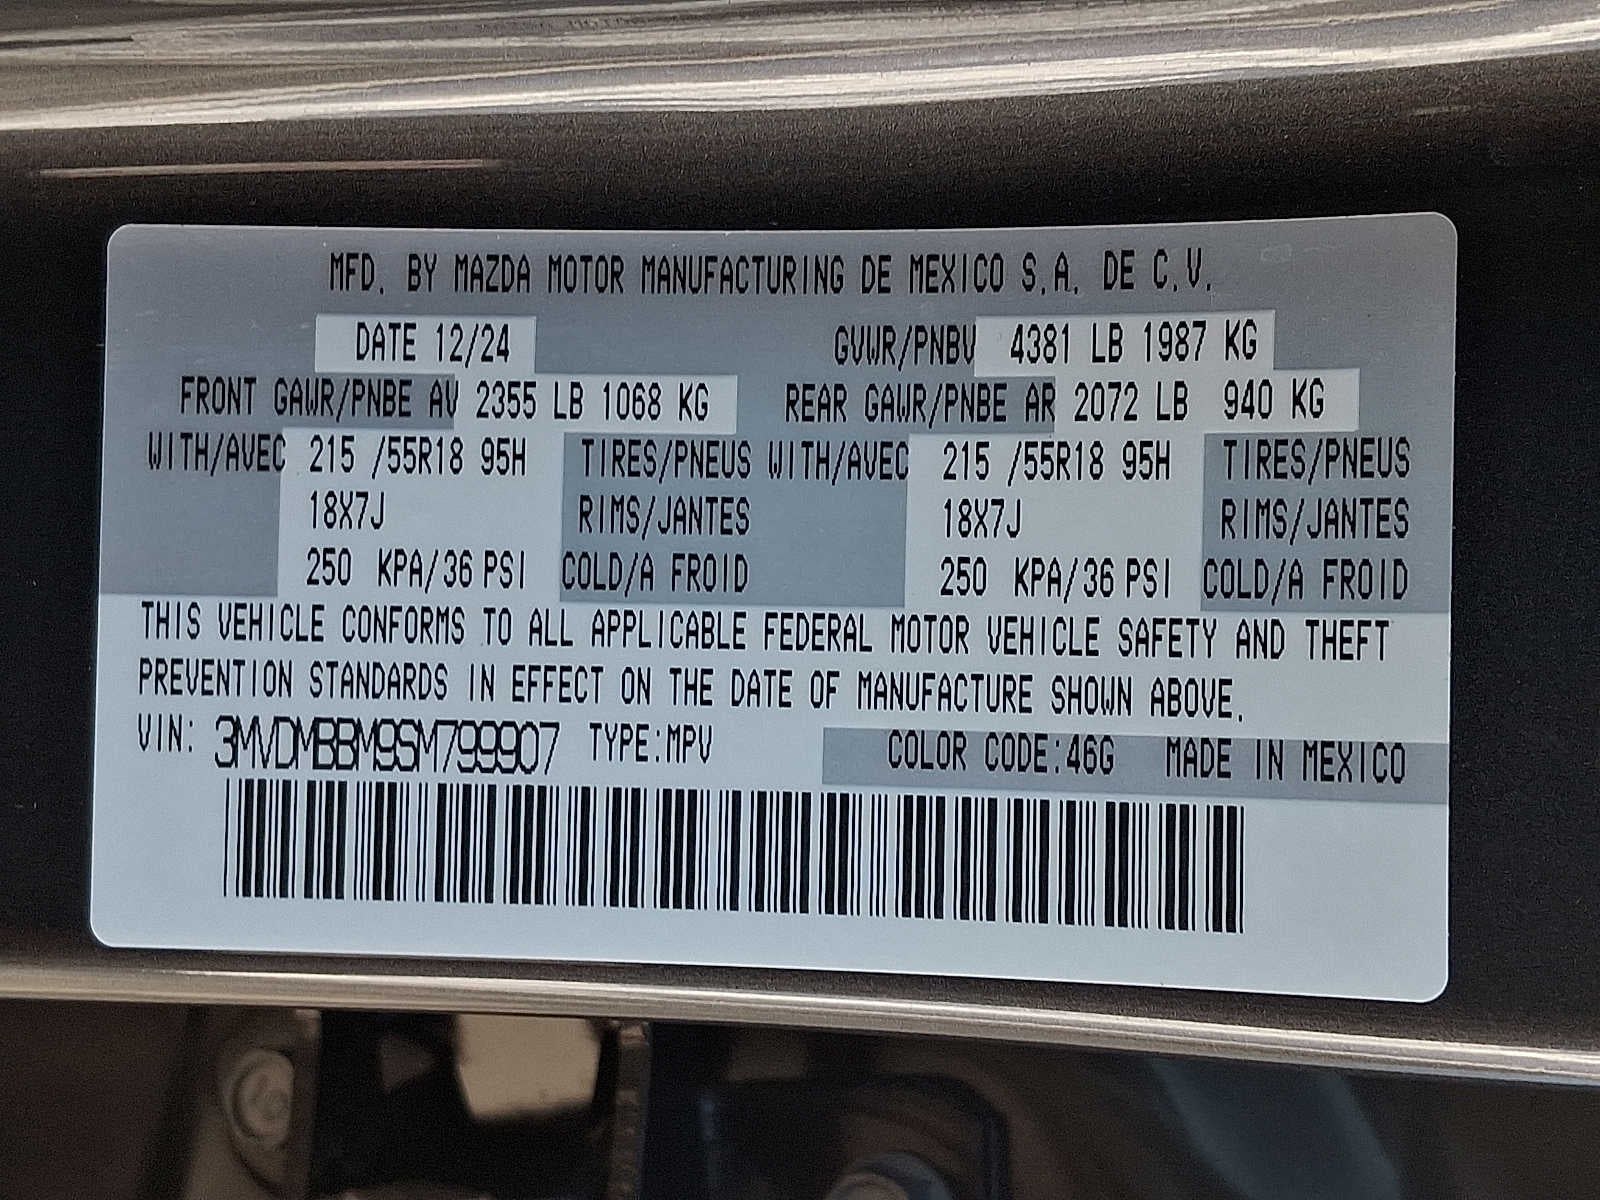 MFD. BY MAZDA MOTOR MANUFACTURING DE MEXICO S.A. DE C.V.
DATE 12/24 GVWR/PNBV 4381 LB 1987 KG
FRONT GAWR/PNBE AV 2355 LB 1068 KG REAR GAWR/PNBE AR 2072 LB 940 KG
WITH/AVEC 215 /55R18 95H TIRES/PNEUS WITH/AVEC 215 /55R18 95H TIRES/PNEUS
18X7J RIMS/JANTES 18X7J RIMS/JANTES
250 KPA/36 PSI COLD/A FROID 250 KPA/36 PSI COLD/A FROID
THIS VEHICLE CONFORMS TO ALL APPLICABLE FEDERAL MOTOR VEHICLE SAFETY AND THEFT
PREVENTION STANDARDS IN EFFECT ON THE DATE OF MANUFACTURE SHOWN ABOVE.
VIN: 3MVDMBBM9SM799907 TYPE:MPV COLOR CODE:46G MADE IN MEXICO